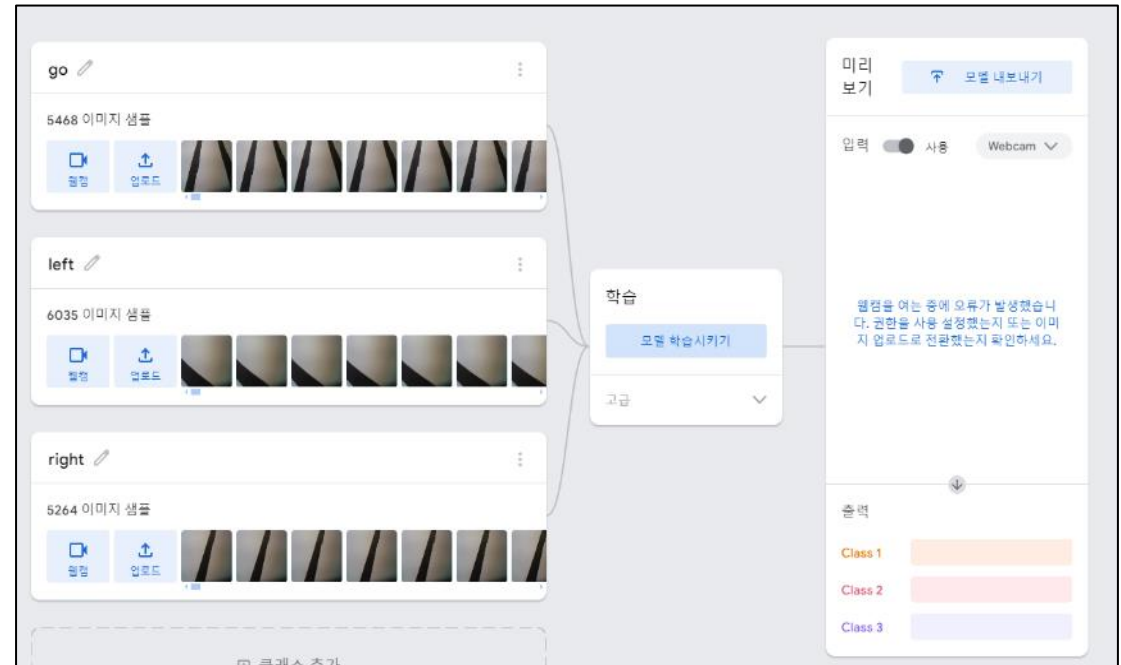 go
5468 이미지 샘플
웹캠
업로드
left
6035 이미지 샘플
웹캠
업로드
right
5264 이미지 샘플
웹캠
업로드
클래스 추가
학습
모델 학습시키기
고급
미리
보기
모델 내보내기
입력
사용
Webcam
웹캠을 여는 중에 오류가 발생했습니
다. 권한을 사용 설정했는지 또는 이미
지 업로드로 전환했는지 확인하세요.
출력
Class 1
Class 2
Class 3